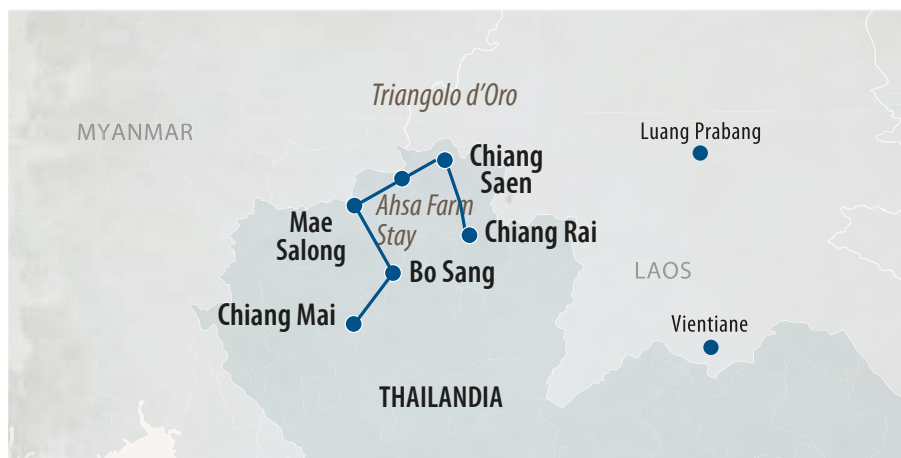 Triangolo d'Oro
MYANMAR
Luang Prabang
Chiang
Saen
Ahsa Farm
Stay
Mae
Salong
Chiang Rai
Bo Sang
LAOS
Chiang Mai
Vientiane
THAILANDIA